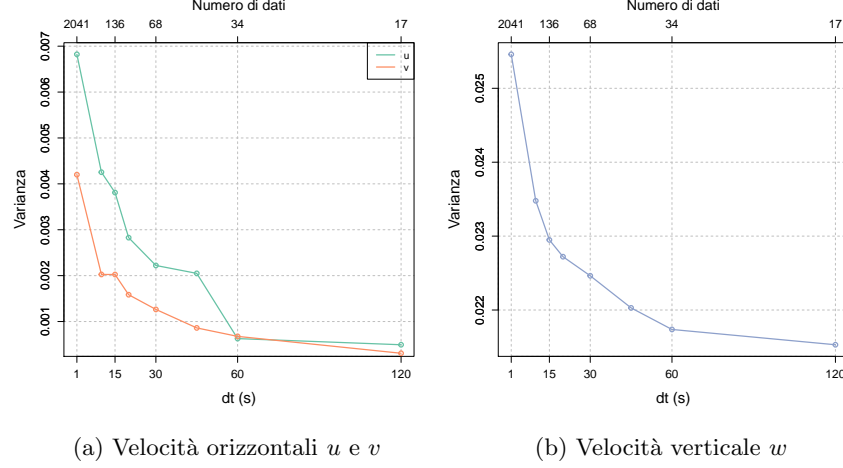 Numero di dati
2041 136 68 34 17
0.007
0.006
0.005
0.004
0.003
0.002
0.001
Varianza
u
v
1 15 30 60 120
dt (s)
(a) Velocità orizzontali u e v
Numero di dati
2041 136 68 34 17
0.025
0.024
0.023
0.022
Varianza
1 15 30 60 120
dt (s)
(b) Velocità verticale w